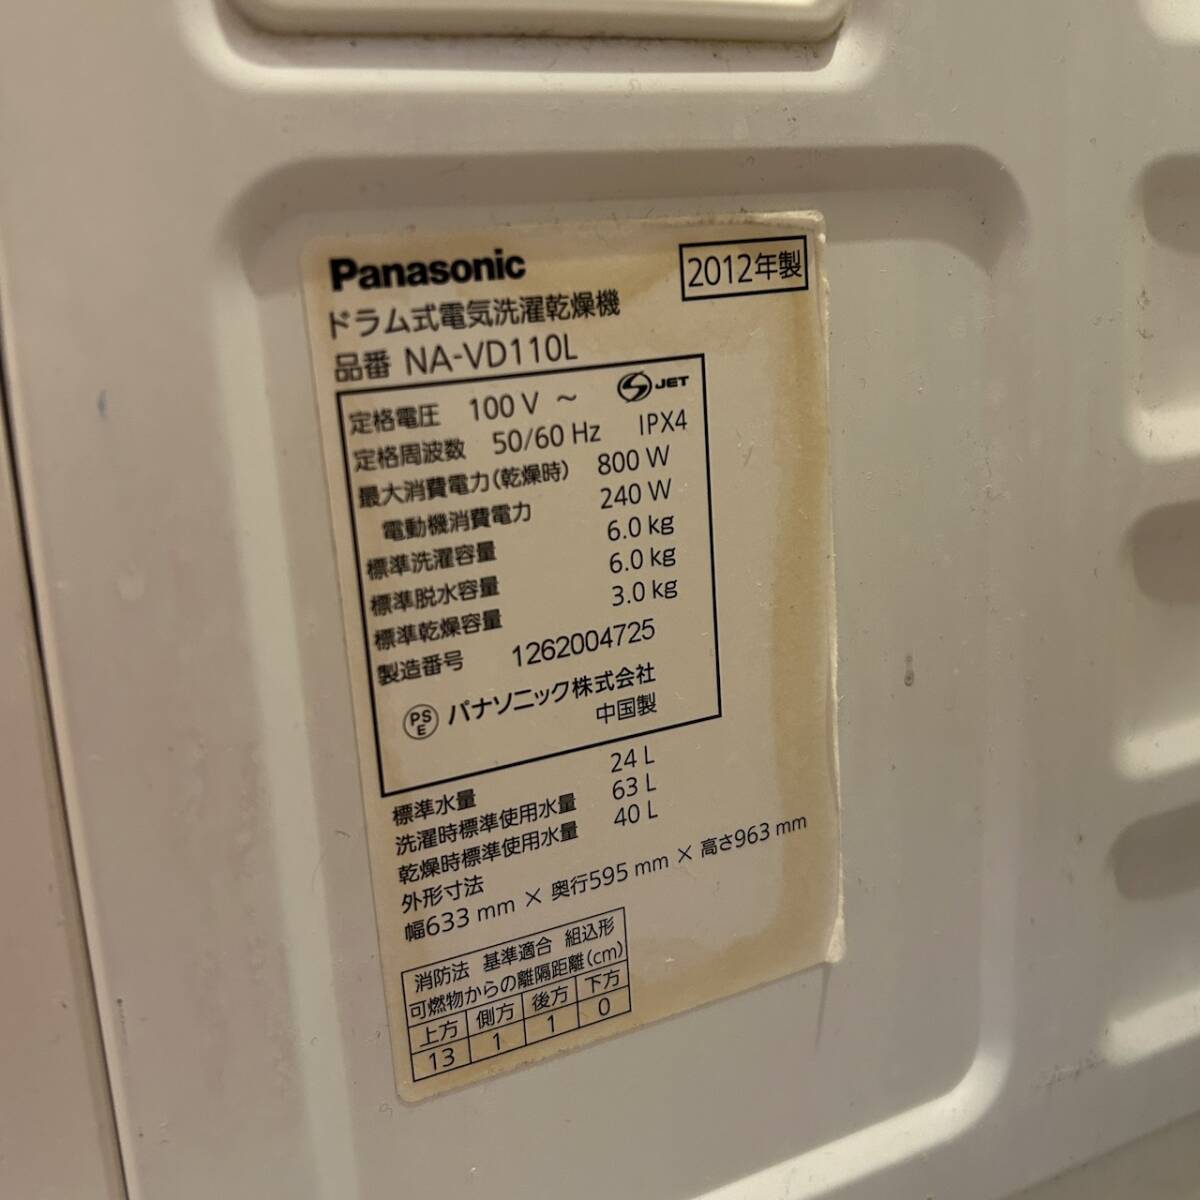 Panasonic
2012年製
ドラム式電気洗濯乾燥機
品番 NA-VD110L
定格電圧 100 V ～ JET
定格周波数 50/60 Hz IPX4
最大消費電力(乾燥時) 800 W
電動機消費電力 240 W
標準洗濯容量 6.0 kg
標準脱水容量 6.0 kg
標準乾燥容量 3.0 kg
製造番号 1262004725
PSE パナソニック株式会社
中国製
標準水量 24 L
洗濯時標準使用水量 63 L
乾燥時標準使用水量 40 L
外形寸法
幅633 mm × 奥行595 mm × 高さ963 mm
消防法 基準適合 組込形
可燃物からの離隔距離(cm)
上方 側方 後方 下方
13 1 1 0